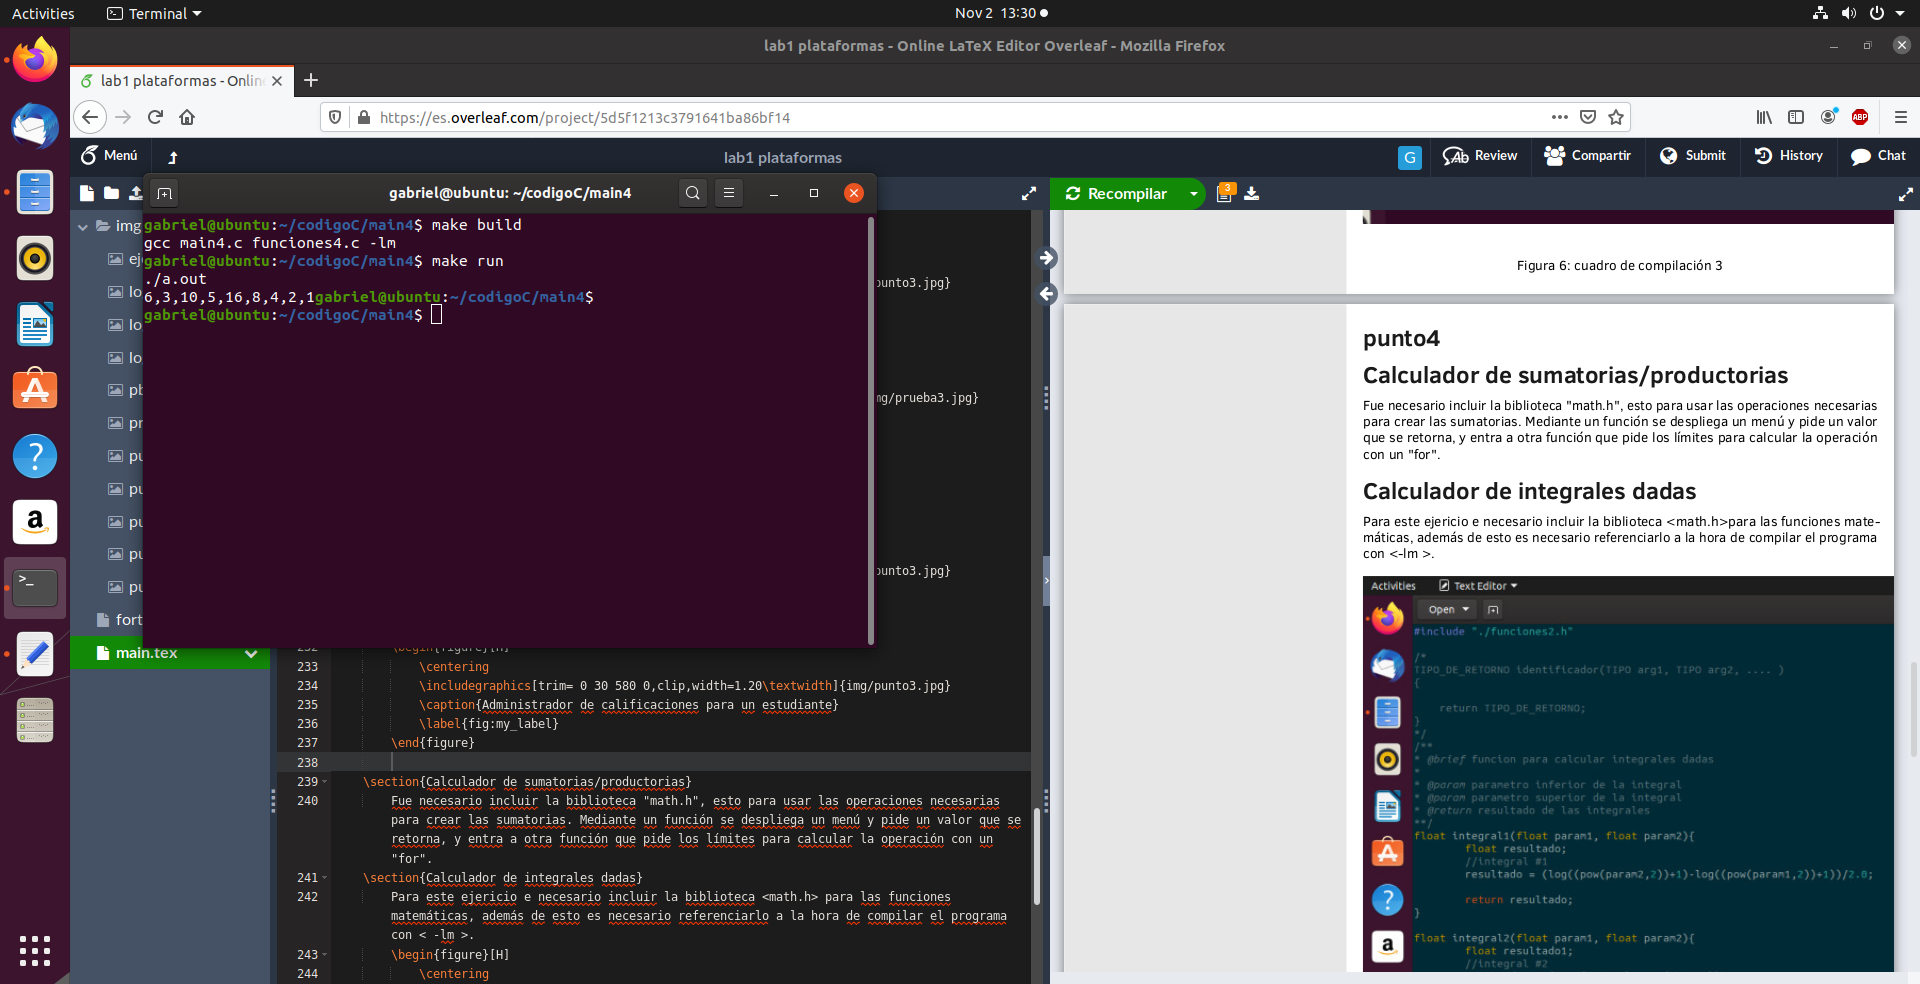 Activities
Terminal
Nov 2 13:30
lab1 plataformas - Online LaTeX Editor Overleaf - Mozilla Firefox
lab1 plataformas - Onlin
https://es.overleaf.com/project/5d5f1213c3791641ba86bf14
ABP
Menú
lab1 plataformas
G
Review
Compartir
Submit
History
Chat
gabriel@ubuntu: ~/codigoC/main4
Recompilar
3
gabriel@ubuntu:~/codigoC/main4$ make build
gcc main4.c funciones4.c -lm
gabriel@ubuntu:~/codigoC/main4$ make run
./a.out
6,3,10,5,16,8,4,2,1gabriel@ubuntu:~/codigoC/main4$
gabriel@ubuntu:~/codigoC/main4$
img
eje
lo
lo
lo
pb
pr
pu
pu
pu
pu
pu
fort
main.tex
punto3.jpg}
mg/prueba3.jpg}
punto3.jpg}
232 \begin{figure}[H]
233 \centering
234 \includegraphics[trim= 0 30 580 0,clip,width=1.20\textwidth]{img/punto3.jpg}
235 \caption{Administrador de calificaciones para un estudiante}
236 \label{fig:my_label}
237 \end{figure}
238
239 \section{Calculador de sumatorias/productorias}
240 Fue necesario incluir la biblioteca "math.h", esto para usar las operaciones necesarias
para crear las sumatorias. Mediante un función se despliega un menú y pide un valor que se
retorna, y entra a otra función que pide los límites para calcular la operación con un
"for".
241 \section{Calculador de integrales dadas}
242 Para este ejericio e necesario incluir la biblioteca <math.h> para las funciones
matemáticas, además de esto es necesario referenciarlo a la hora de compilar el programa
con < -lm >.
243 \begin{figure}[H]
244 \centering
Figura 6: cuadro de compilación 3
punto4
Calculador de sumatorias/productorias
Fue necesario incluir la biblioteca "math.h", esto para usar las operaciones necesarias
para crear las sumatorias. Mediante un función se despliega un menú y pide un valor
que se retorna, y entra a otra función que pide los límites para calcular la operación
con un "for".
Calculador de integrales dadas
Para este ejericio e necesario incluir la biblioteca <math.h>para las funciones mate-
máticas, además de esto es necesario referenciarlo a la hora de compilar el programa
con <-lm >.
Activities
Text Editor
Open
#include "./funciones2.h"
/*
TIPO_DE_RETORNO identificador(TIPO arg1, TIPO arg2, .... )
{
return TIPO_DE_RETORNO;
}
*/
/**
* @brief funcion para calcular integrales dadas
*
* @param parametro inferior de la integral
* @param parametro superior de la integral
* @return resultado de las integrales
**/
float integral1(float param1, float param2){
float resultado;
//integral #1
resultado = (log((pow(param2,2))+1)-log((pow(param1,2))+1))/2.0;
return resultado;
}
float integral2(float param1, float param2){
float resultado1;
//integral #2